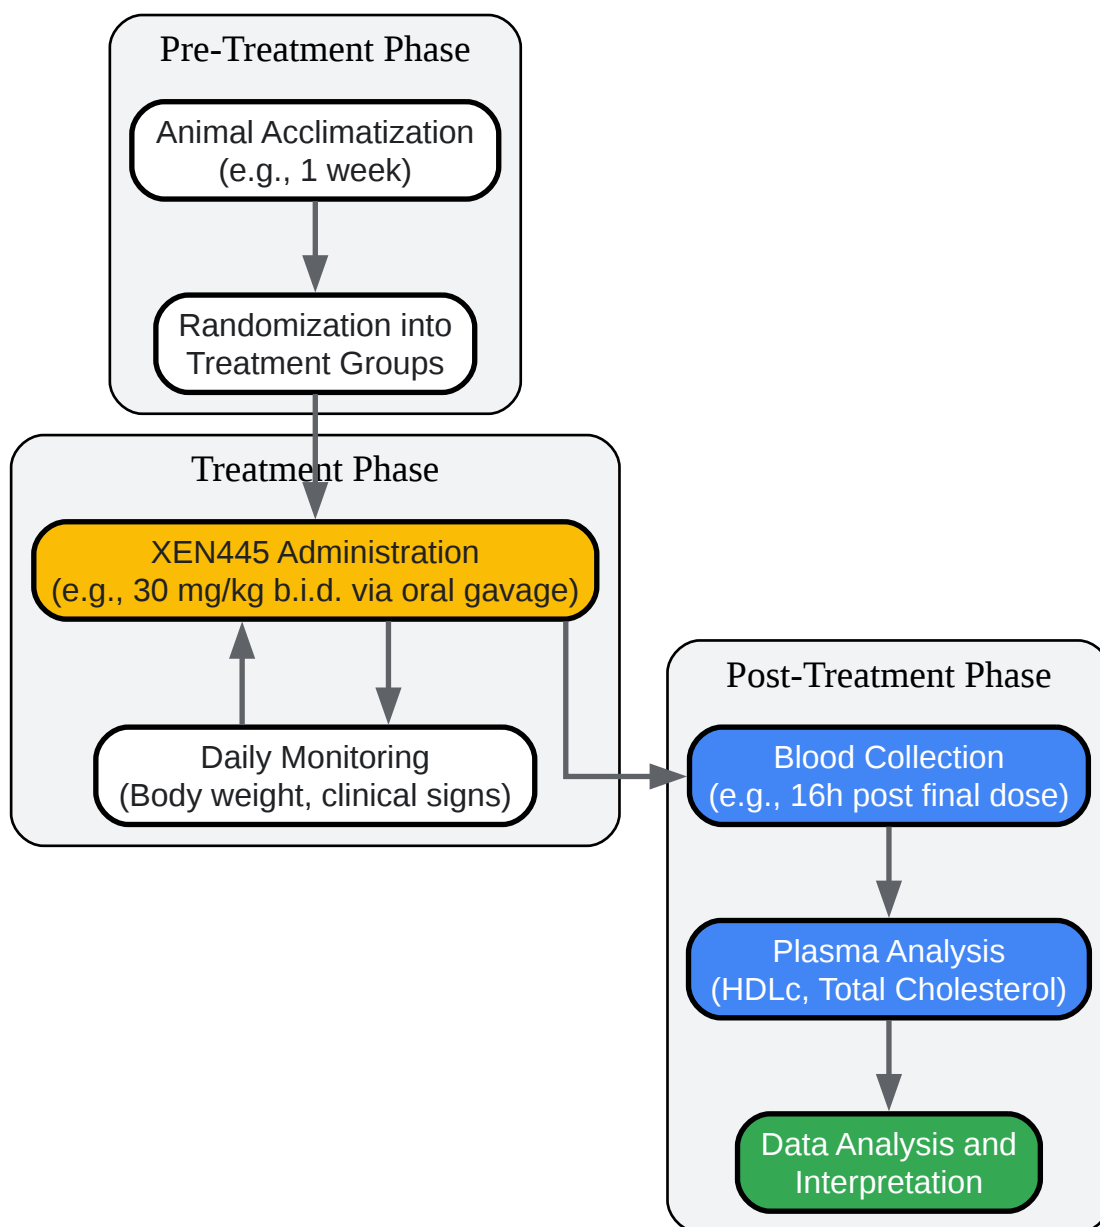 Pre-Treatment Phase
Animal Acclimatization
(e.g., 1 week)
Randomization into
Treatment Groups
Treatment Phase
XEN445 Administration
(e.g., 30 mg/kg b.i.d. via oral gavage)
Daily Monitoring
(Body weight, clinical signs)
Post-Treatment Phase
Blood Collection
(e.g., 16h post final dose)
Plasma Analysis
(HDLc, Total Cholesterol)
Data Analysis and
Interpretation